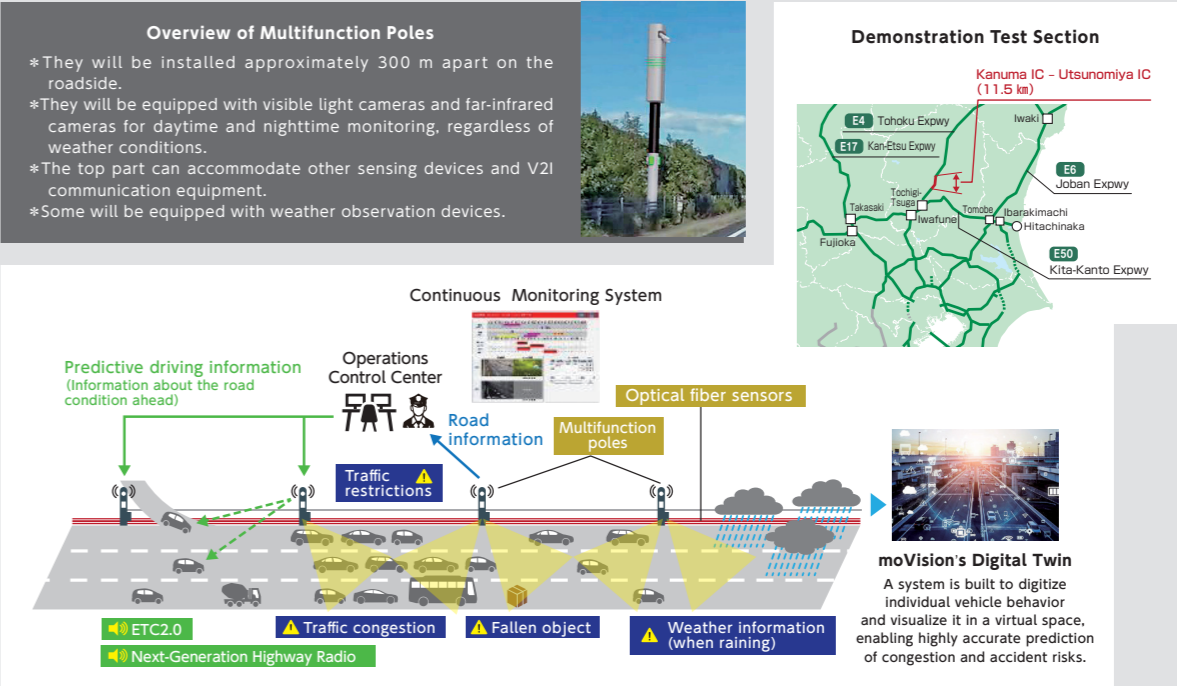 Overview of Multifunction Poles
*They will be installed approximately 300 m apart on the
roadside.
*They will be equipped with visible light cameras and far-infrared
cameras for daytime and nighttime monitoring, regardless of
weather conditions.
*The top part can accommodate other sensing devices and V2I
communication equipment.
*Some will be equipped with weather observation devices.
Demonstration Test Section
Kanuma IC – Utsunomiya IC
(11.5 ㎞)
E4 Tohoku Expwy
E17 Kan-Etsu Expwy
Iwaki
E6
Joban Expwy
Tochigi-
Tsuga
Takasaki
Iwafune
Tomobe
Ibarakimachi
Hitachinaka
Fujioka
E50
Kita-Kanto Expwy
Continuous Monitoring System
Predictive driving information
(Information about the road
condition ahead)
Operations
Control Center
Road
information
Optical fiber sensors
Multifunction
poles
Traffic
restrictions
ETC2.0
Next-Generation Highway Radio
Traffic congestion
Fallen object
Weather information
(when raining)
moVision's Digital Twin
A system is built to digitize
individual vehicle behavior
and visualize it in a virtual space,
enabling highly accurate prediction
of congestion and accident risks.